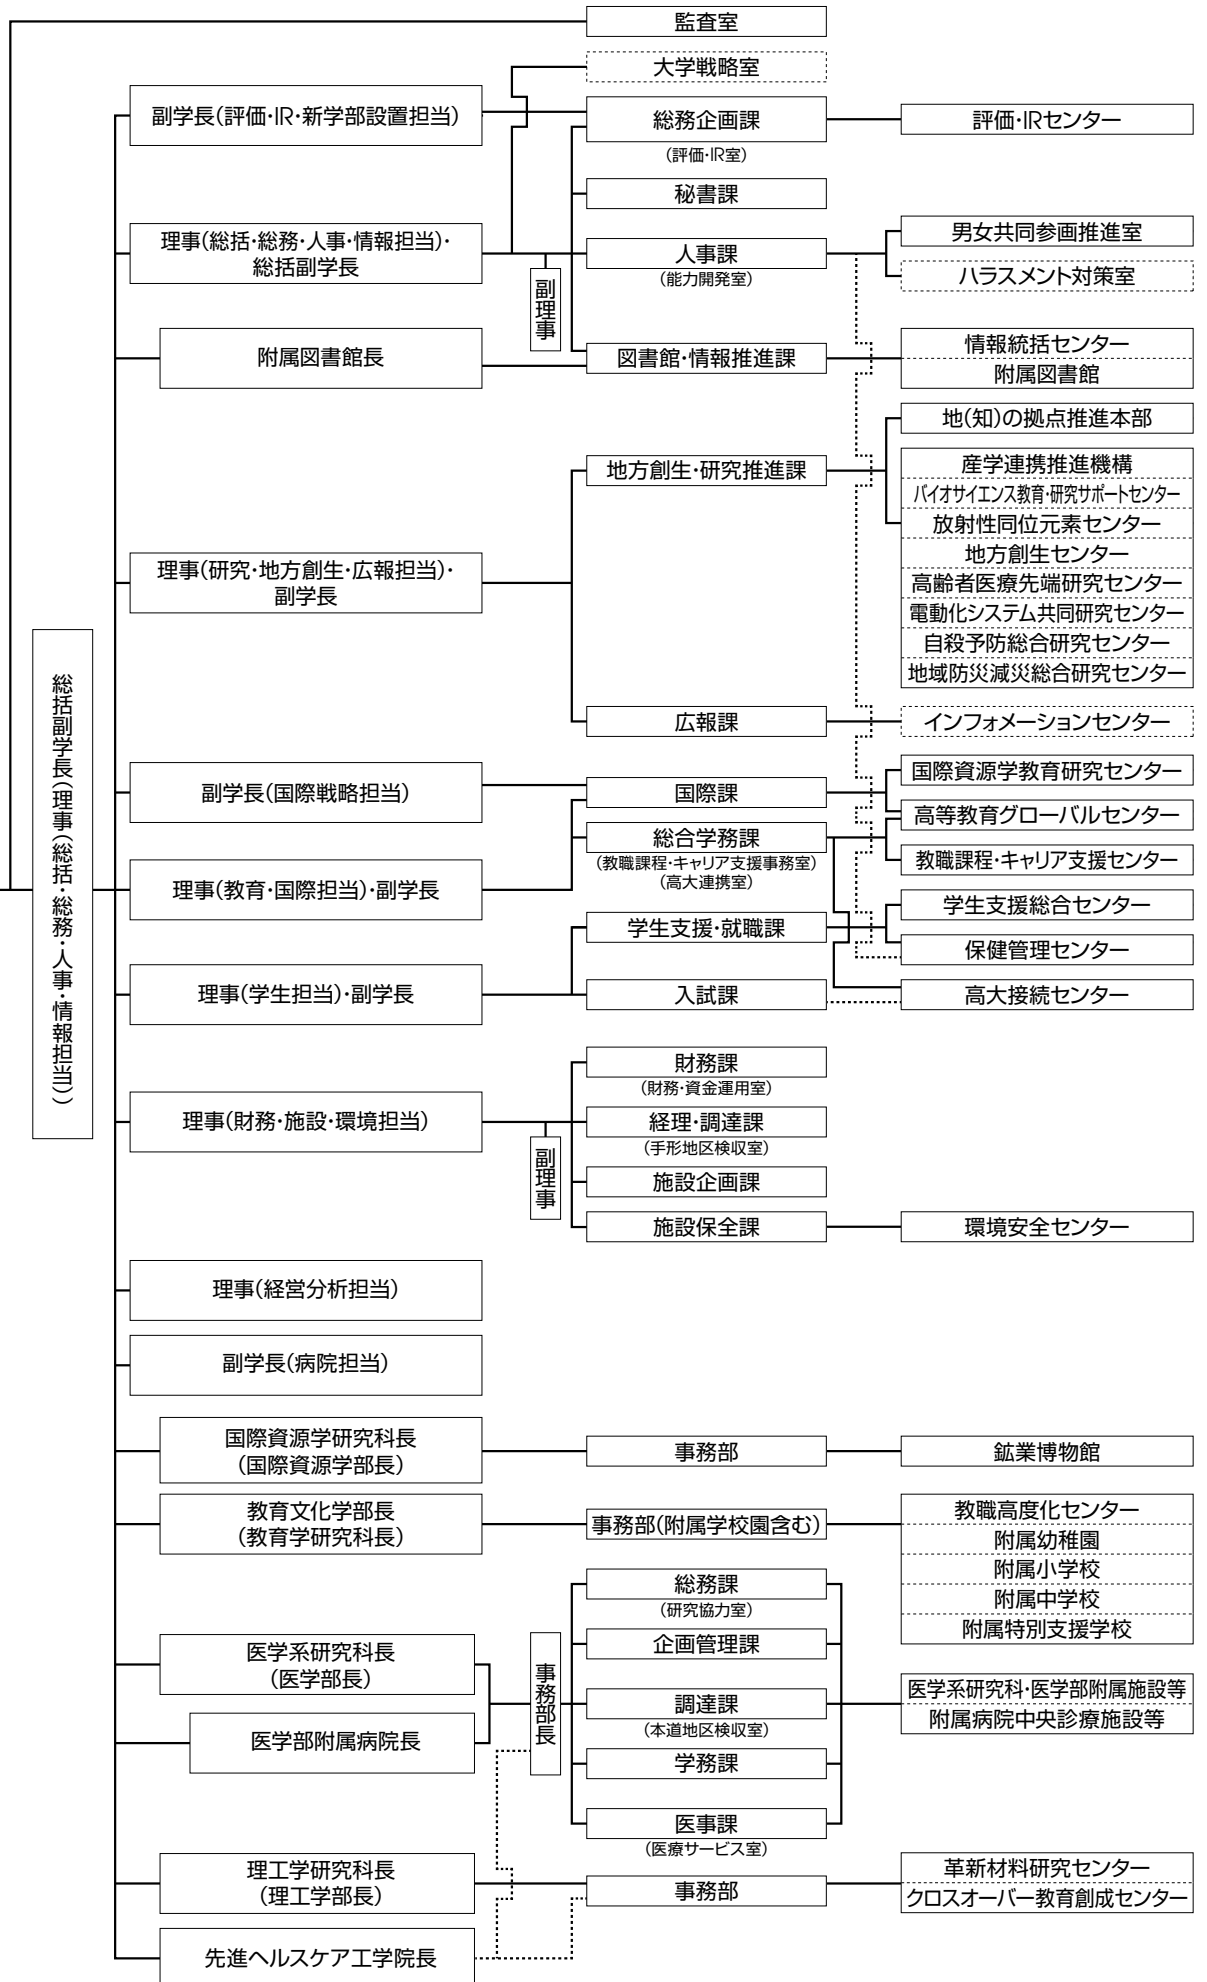 監査室
大学戦略室
副学長(評価・IR・新学部設置担当)
総務企画課
(評価・IR室)
評価・IRセンター
秘書課
理事(総括・総務・人事・情報担当)・
総括副学長
副理事
人事課
(能力開発室)
男女共同参画推進室
ハラスメント対策室
附属図書館長
図書館・情報推進課
情報統括センター
附属図書館
地方創生・研究推進課
地(知)の拠点推進本部
産学連携推進機構
バイオサイエンス教育・研究サポートセンター
放射性同位元素センター
地方創生センター
高齢者医療先端研究センター
電動化システム共同研究センター
自殺予防総合研究センター
地域防災減災総合研究センター
理事(研究・地方創生・広報担当)・
副学長
広報課
インフォメーションセンター
総括副学長(理事(総括・総務・人事・情報担当))
副学長(国際戦略担当)
国際課
国際資源学教育研究センター
高等教育グローバルセンター
総合学務課
(教職課程・キャリア支援事務室)
(高大連携室)
教職課程・キャリア支援センター
理事(教育・国際担当)・副学長
学生支援・就職課
学生支援総合センター
保健管理センター
理事(学生担当)・副学長
入試課
高大接続センター
財務課
(財務・資金運用室)
理事(財務・施設・環境担当)
副理事
経理・調達課
(手形地区検収室)
施設企画課
施設保全課
環境安全センター
理事(経営分析担当)
副学長(病院担当)
国際資源学研究科長
(国際資源学部長)
事務部
鉱業博物館
教育文化学部長
(教育学研究科長)
事務部(附属学校園含む)
教職高度化センター
附属幼稚園
附属小学校
附属中学校
附属特別支援学校
総務課
(研究協力室)
医学系研究科長
(医学部長)
事務部長
企画管理課
調達課
(本道地区検収室)
医学系研究科・医学部附属施設等
附属病院中央診療施設等
医学部附属病院長
学務課
医事課
(医療サービス室)
理工学研究科長
(理工学部長)
事務部
革新材料研究センター
クロスオーバー教育創成センター
先進ヘルスケア工学院長